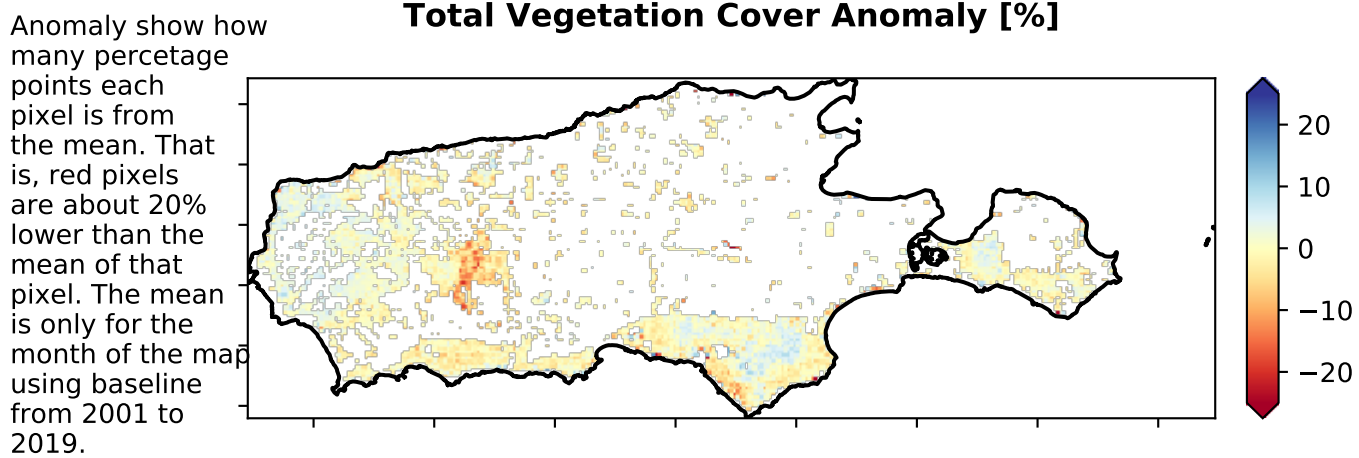 Total Vegetation Cover Anomaly [%]
Anomaly show how
many percetage
points each
pixel is from
the mean. That
is, red pixels
are about 20%
lower than the
mean of that
pixel. The mean
is only for the
month of the map
using baseline
from 2001 to
2019.
20
10
0
−10
−20